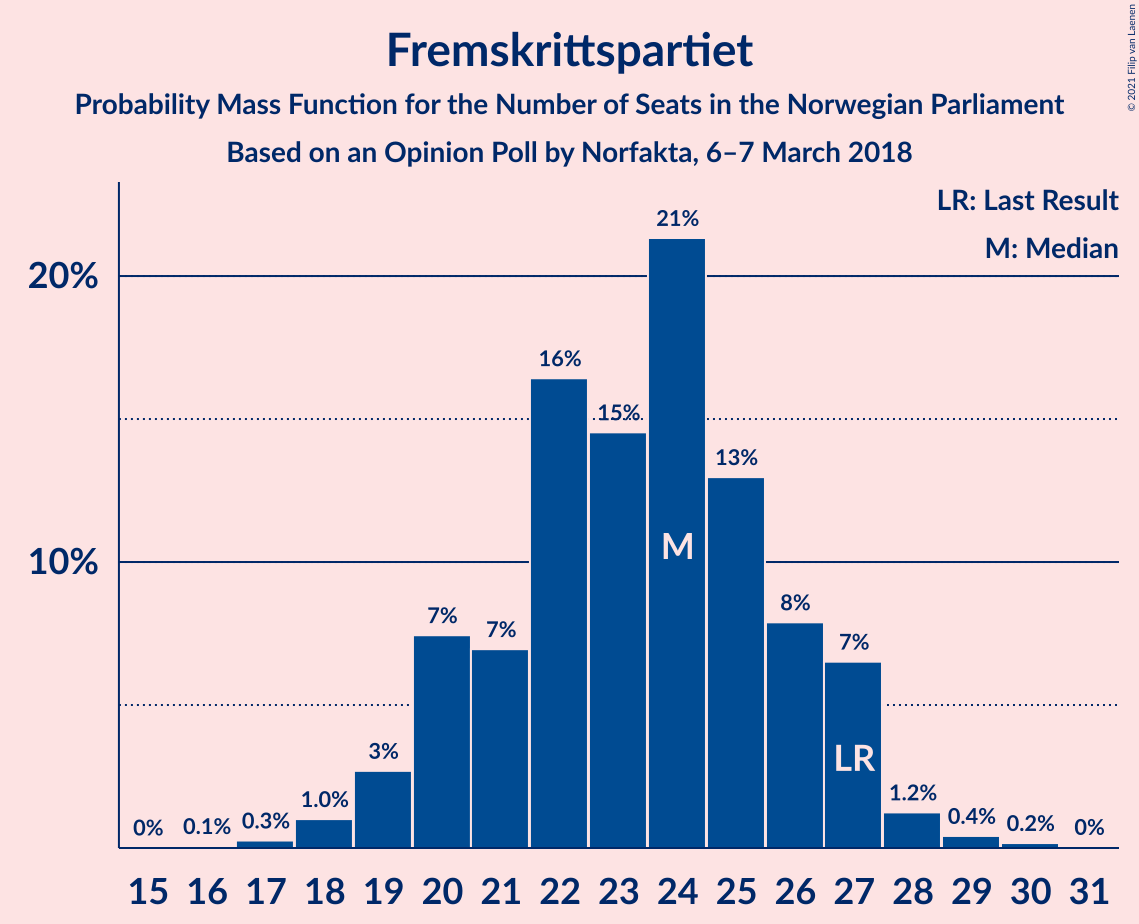 Fremskrittspartiet
Probability Mass Function for the Number of Seats in the Norwegian Parliament
Based on an Opinion Poll by Norfakta, 6–7 March 2018
© 2021 Filip van Laenen
LR: Last Result
M: Median
20%
10%
0%
0.1%
0.3%
1.0%
3%
7%
7%
16%
15%
21%
13%
8%
7%
1.2%
0.4%
0.2%
0%
M
LR
15 16 17 18 19 20 21 22 23 24 25 26 27 28 29 30 31